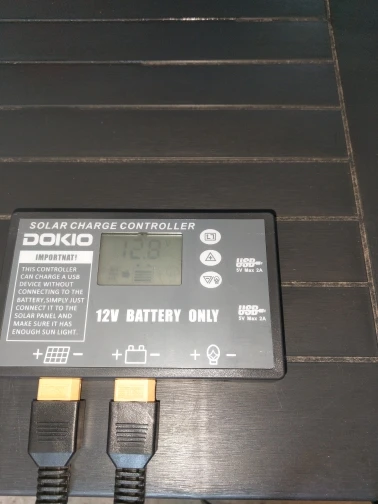 SOLAR CHARGE CONTROLLER
DOKIO
12.8
IMPORTNAT!
THIS CONTROLLER
CAN CHARGE A USB
DEVICE WITHOUT
CONNECTING TO THE
BATTERY,SIMPLY JUST
CONNECT IT TO THE
SOLAR PANEL AND
MAKE SURE IT HAS
ENOUGH SUN LIGHT.
12V BATTERY ONLY
USB
5V Max 2A
USB
5V Max 2A
+ -
+ -
+ -